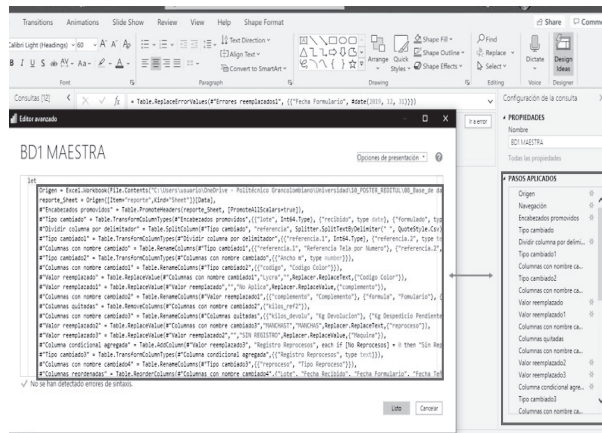 Transitions Animations Slide Show Review View Help Shape Format
Share
Calibri Light (Headings) 60
Text Direction
Align Text
Convert to SmartArt
Arrange Quick Styles
Shape Fill
Shape Outline
Shape Effects
Find
Replace
Select
Dictate Design Ideas
Font Paragraph Drawing Editing Voice Designer
Consultas [12]
= Table.ReplaceErrorValues(#"Errores reemplazados1", {{"Fecha Formulario", #date(2019, 12, 31)}})
Ir a error
Configuración de la consulta
PROPIEDADES
Nombre
BD1 MAESTRA
Todas las propiedades
PASOS APLICADOS
Origen
Navegación
Encabezados promovidos
Tipo cambiado
Dividir columna por delimi...
Tipo cambiado1
Columnas con nombre ca...
Tipo cambiado2
Columnas con nombre ca...
Valor reemplazado
Valor reemplazado1
Columnas con nombre ca...
Columnas quitadas
Columnas con nombre ca...
Valor reemplazado2
Valor reemplazado3
Columna condicional agre...
Tipo cambiado3
Columnas con nombre ca...
Editor avanzado
BD1 MAESTRA
Opciones de presentación
let
Origen = Excel.Workbook(File.Contents("C:\Users\usuario\OneDrive - Politécnico Grancolombiano\Universidad\10_POSTER_REDITUL\08_Base_de_da
reporte_Sheet = Origen{[Item="reporte",Kind="Sheet"]}[Data],
#"Encabezados promovidos" = Table.PromoteHeaders(reporte_Sheet, [PromoteAllScalars=true]),
#"Tipo cambiado" = Table.TransformColumnTypes(#"Encabezados promovidos",{{"lote", Int64.Type}, {"recibido", type date}, {"formulado", typ
#"Dividir columna por delimitador" = Table.SplitColumn(#"Tipo cambiado", "referencia", Splitter.SplitTextByDelimiter(" ", QuoteStyle.Csv)
#"Tipo cambiado1" = Table.TransformColumnTypes(#"Dividir columna por delimitador",{{"referencia.1", Int64.Type}, {"referencia.2", type te
#"Columnas con nombre cambiado" = Table.RenameColumns(#"Tipo cambiado1",{{"referencia.1", "Referencia Tela por Numero"}, {"referencia.2",
#"Tipo cambiado2" = Table.TransformColumnTypes(#"Columnas con nombre cambiado",{{"Ancho m", type number}}),
#"Columnas con nombre cambiado1" = Table.RenameColumns(#"Tipo cambiado2",{{"codigo", "Codigo Color"}}),
#"Valor reemplazado" = Table.ReplaceValue(#"Columnas con nombre cambiado1","Lycra","",Replacer.ReplaceText,{"Codigo Color"}),
#"Valor reemplazado1" = Table.ReplaceValue(#"Valor reemplazado","","No Aplica",Replacer.ReplaceValue,{"complemento"}),
#"Columnas con nombre cambiado2" = Table.RenameColumns(#"Valor reemplazado1",{{"complemento", "Complemento"}, {"formula", "Fomulario"}, {
#"Columnas quitadas" = Table.RemoveColumns(#"Columnas con nombre cambiado2",{"kilos_ref2"}),
#"Columnas con nombre cambiado3" = Table.RenameColumns(#"Columnas quitadas",{{"kilos_devolu", "Kg Devolucion"}, {"Kg Despedicio Pendiente
#"Valor reemplazado2" = Table.ReplaceValue(#"Columnas con nombre cambiado3","MANCHAST","MANCHAS",Replacer.ReplaceText,{"reproceso"}),
#"Valor reemplazado3" = Table.ReplaceValue(#"Valor reemplazado2","","SIN REGISTRO",Replacer.ReplaceValue,{"Maquina"}),
#"Columna condicional agregada" = Table.AddColumn(#"Valor reemplazado3", "Registro Reprocesos", each if [No Reprocesos] = 0 then "Sin Rep
#"Tipo cambiado3" = Table.TransformColumnTypes(#"Columna condicional agregada",{{"Registro Reprocesos", type text}}),
#"Columnas con nombre cambiado4" = Table.RenameColumns(#"Tipo cambiado3",{{"reproceso", "Tipo Reproceso"}}),
#"Columnas reordenadas" = Table.ReorderColumns(#"Columnas con nombre cambiado4",{"Lote", "Fecha Recibido", "Fecha Formulario", "Fecha Teñ
No se han detectado errores de sintaxis.
Listo Cancelar